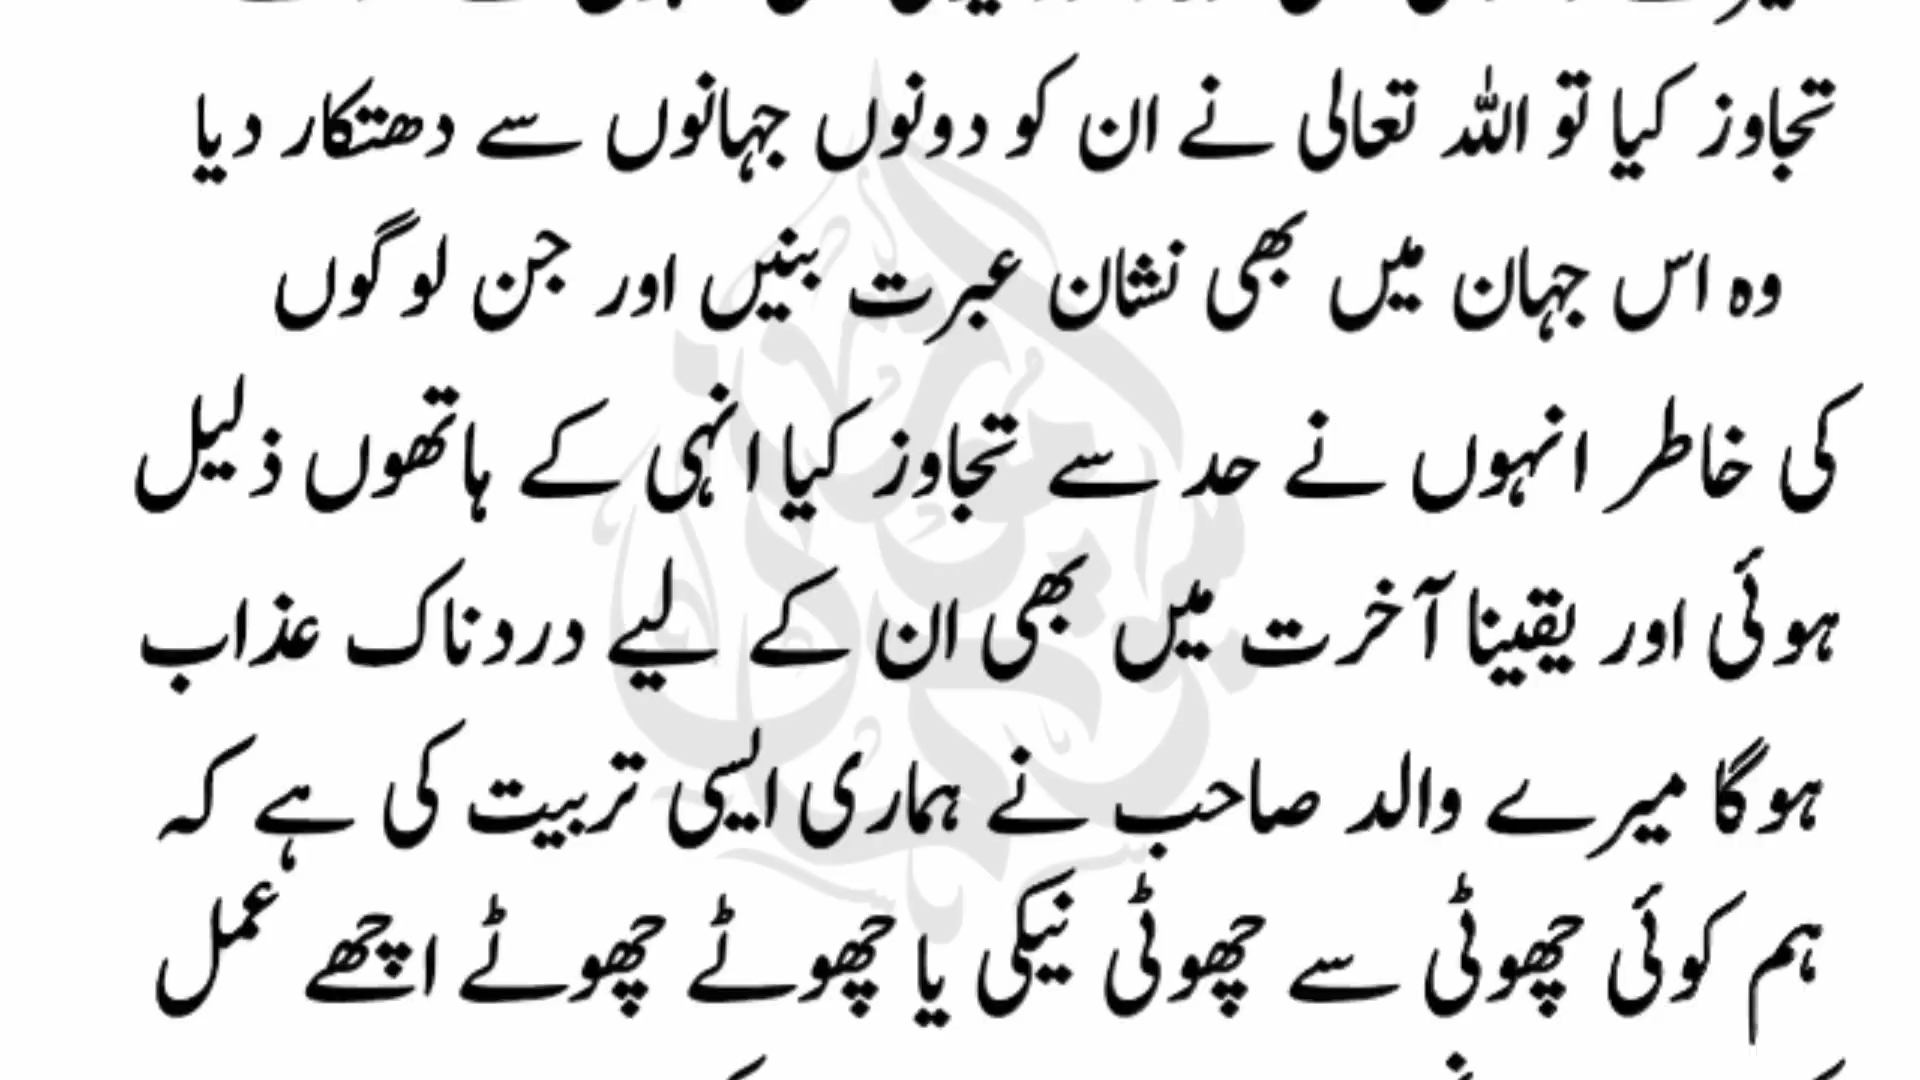 تجاوز کیا تو اللہ تعالی نے ان کو دونوں جہانوں سے دھتکار دیا
وہ اس جہان میں بھی نشان عبرت بنیں اور جن لوگوں
کی خاطر انہوں نے حد سے تجاوز کیا انہی کے ہاتھوں ذلیل
ہوئی اور یقینا آخرت میں بھی ان کے لیے دردناک عذاب
ہوگا میرے والد صاحب نے ہماری ایسی تربیت کی ہے کہ
ہم کوئی چھوٹی سے چھوٹی نیکی یا چھوٹے چھوٹے اچھے عمل